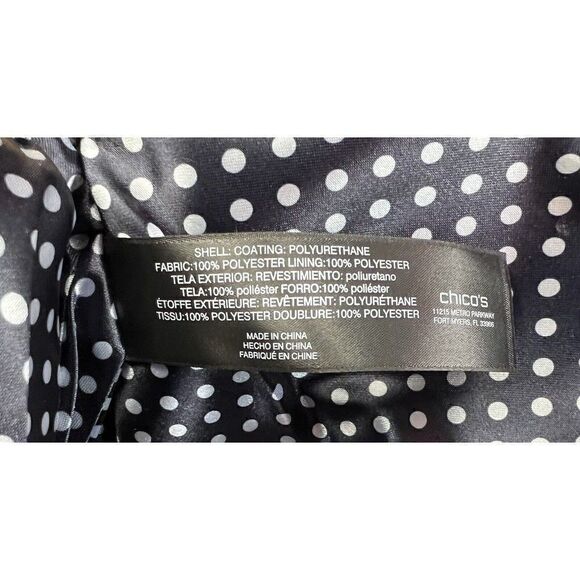 SHELL: COATING: POLYURETHANE
FABRIC:100% POLYESTER LINING:100% POLYESTER
TELA EXTERIOR: REVESTIMIENTO: poliuretano
TELA:100% poliéster FORRO:100% poliéster
ÉTOFFE EXTÉRIEURE: REVÊTEMENT: POLYURÉTHANE
TISSU:100% POLYESTER DOUBLURE:100% POLYESTER
MADE IN CHINA
HECHO EN CHINA
FABRIQUÉ EN CHINE
chico's
11215 METRO PARKWAY
FORT MYERS, FL 33966